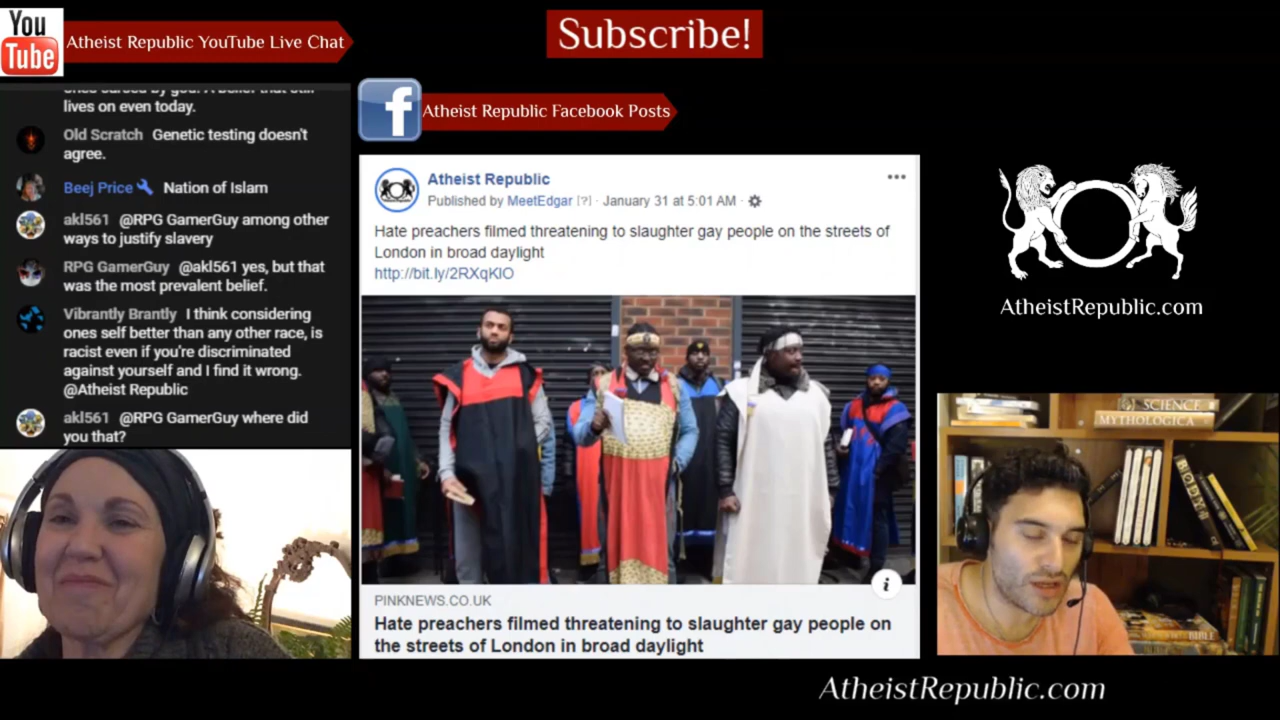 You
Tube
Atheist Republic YouTube Live Chat
Subscribe!
lives on even today.
Old Scratch Genetic testing doesn't
agree.
Beej Price Nation of Islam
akl561 @RPG GamerGuy among other
ways to justify slavery
RPG GamerGuy @akl561 yes, but that
was the most prevalent belief.
Vibrantly Brantly I think considering
ones self better than any other race, is
racist even if you're discriminated
against yourself and I find it wrong.
@Atheist Republic
akl561 @RPG GamerGuy where did
you that?
f
Atheist Republic Facebook Posts
Atheist Republic
Published by MeetEdgar [?] · January 31 at 5:01 AM ·
Hate preachers filmed threatening to slaughter gay people on the streets of
London in broad daylight
http://bit.ly/2RXqKlO
i
PINKNEWS.CO.UK
Hate preachers filmed threatening to slaughter gay people on
the streets of London in broad daylight
AtheistRepublic.com
SCIENCE
MYTHOLOGICA
BODY
BIBLE
AtheistRepublic.com